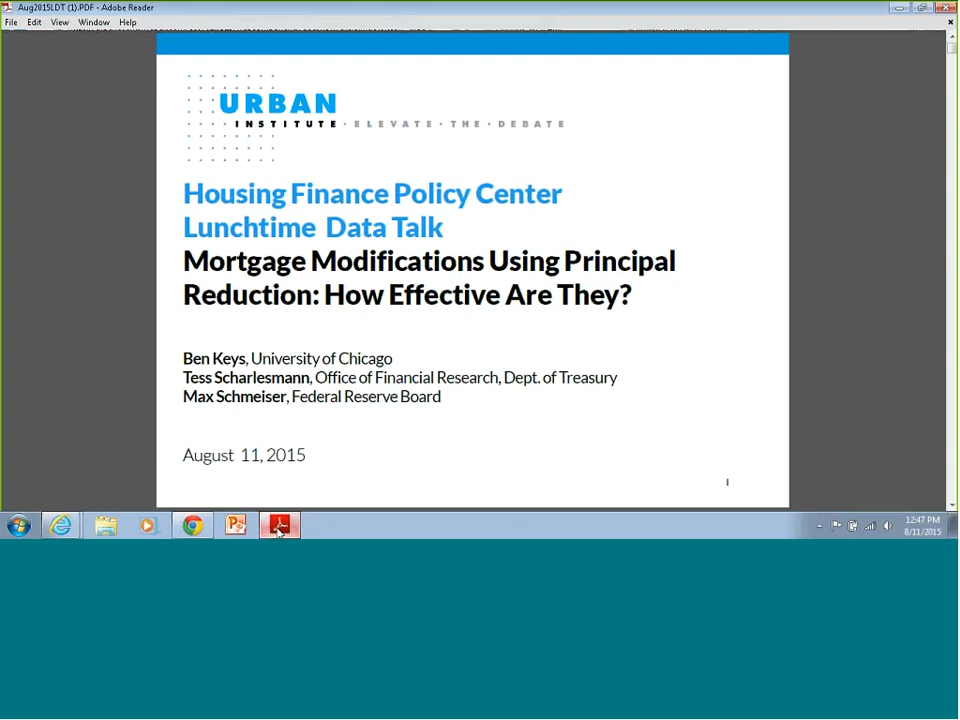 Aug2015LDT (1).PDF - Adobe Reader
File Edit View Window Help
URBAN
INSTITUTE · ELEVATE · THE · DEBATE
Housing Finance Policy Center
Lunchtime Data Talk
Mortgage Modifications Using Principal
Reduction: How Effective Are They?
Ben Keys, University of Chicago
Tess Scharlesmann, Office of Financial Research, Dept. of Treasury
Max Schmeiser, Federal Reserve Board
August 11, 2015
1
12:47 PM
8/11/2015